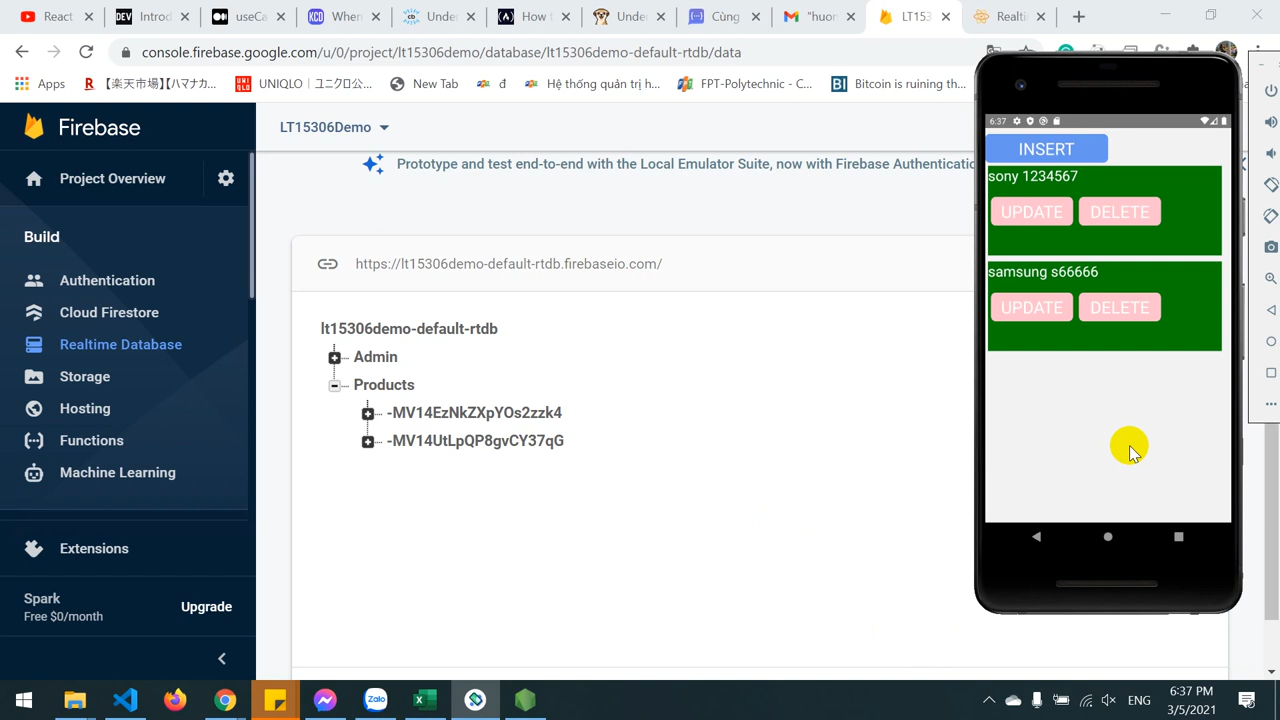 React
Introd
useCa
When
Under
How
Unde
Cùng
"huon
LT153
Realti
console.firebase.google.com/u/0/project/lt15306demo/database/lt15306demo-default-rtdb/data
Apps
【楽天市場】【ハマナカ...
UNIQLO｜ユニクロ公...
New Tab
đ
Hệ thống quản trị h...
FPT-Polytechnic - C...
Bitcoin is ruining th...
Firebase
LT15306Demo
Project Overview
Prototype and test end-to-end with the Local Emulator Suite, now with Firebase Authenticatio
Build
Authentication
Cloud Firestore
Realtime Database
Storage
Hosting
Functions
Machine Learning
Extensions
Spark
Free $0/month
Upgrade
https://lt15306demo-default-rtdb.firebaseio.com/
lt15306demo-default-rtdb
Admin
Products
-MV14EzNkZXpYOs2zzk4
-MV14UtLpQP8gvCY37qG
6:37
INSERT
sony 1234567
UPDATE DELETE
samsung s66666
UPDATE DELETE
Zalo
ENG
6:37 PM
3/5/2021